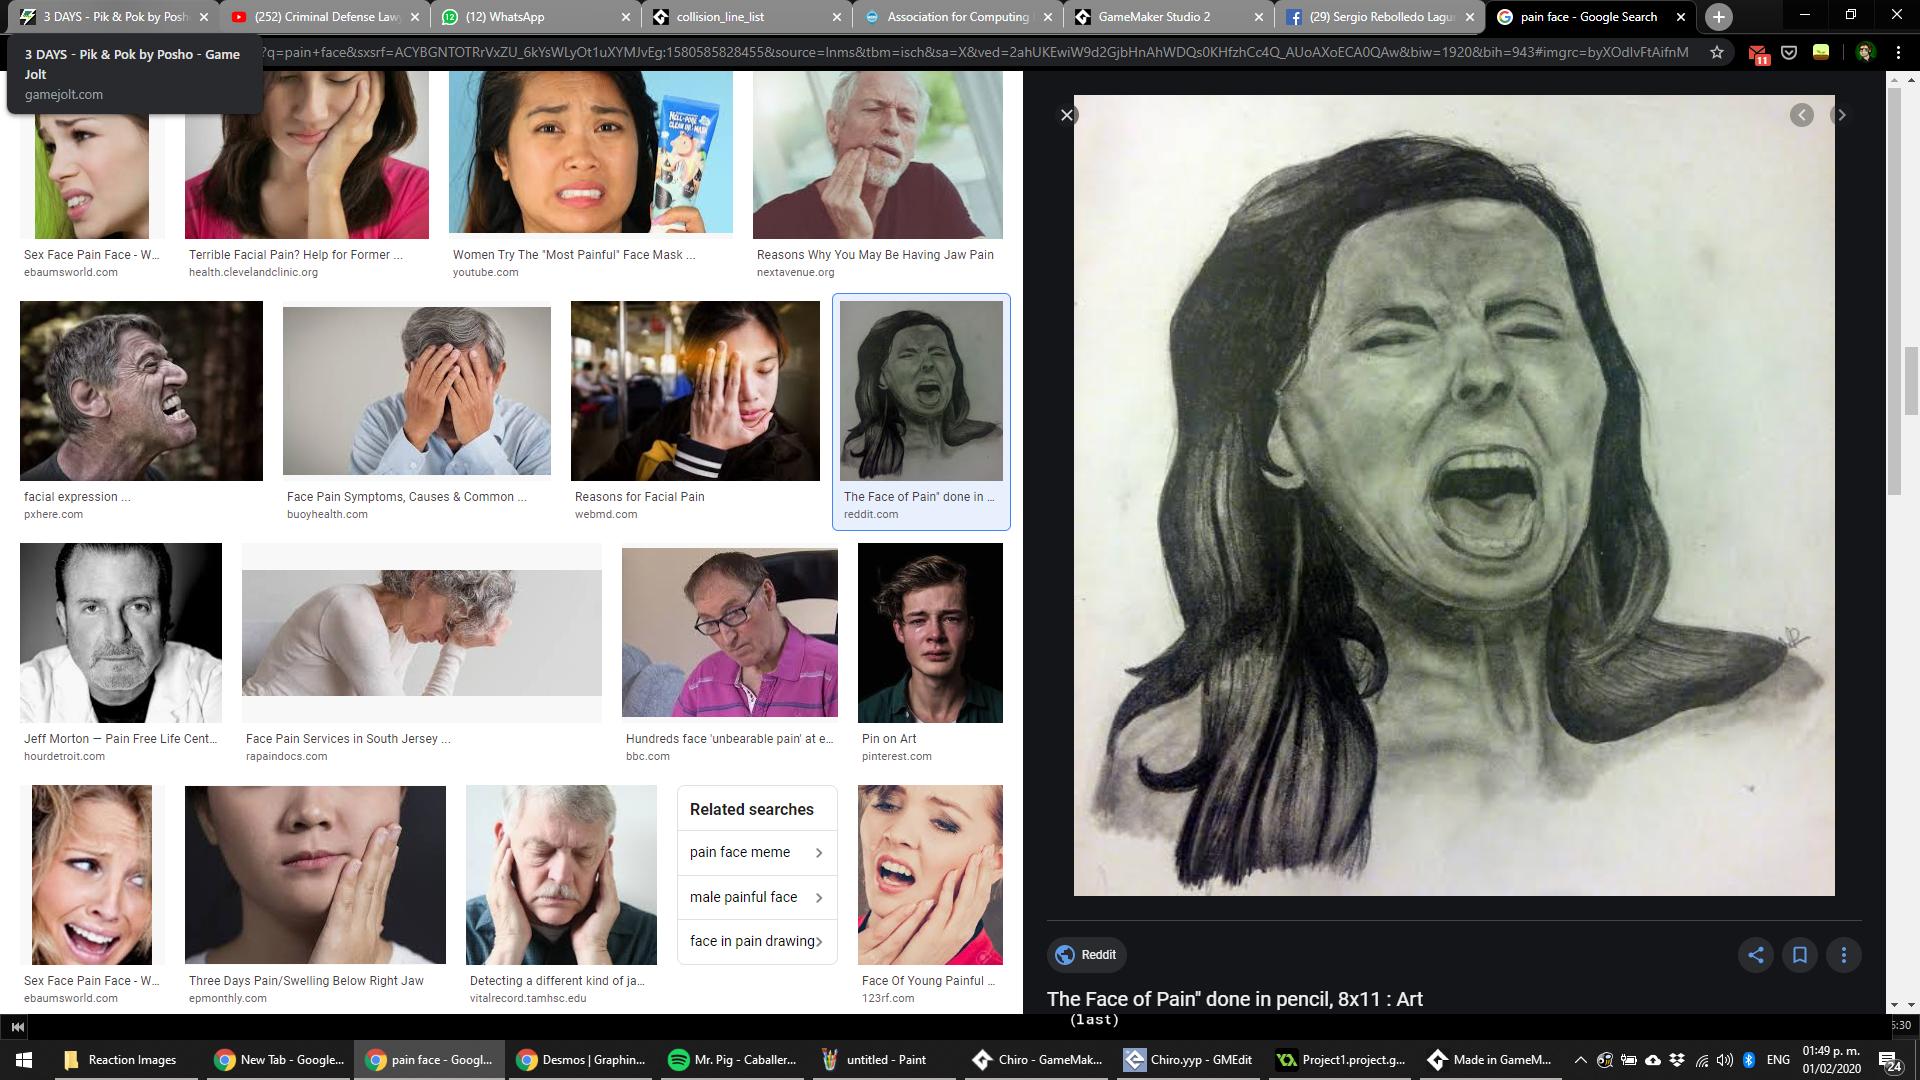 3 DAYS - Pik & Pok by Posh
(252) Criminal Defense Law
(12) WhatsApp
collision_line_list
Association for Computing
GameMaker Studio 2
(29) Sergio Rebolledo Lagu
pain face - Google Search
3 DAYS - Pik & Pok by Posho - Game
Jolt
gamejolt.com
?q=pain+face&sxsrf=ACYBGNTOTRrVxZU_6kYsWLyOt1uXYMJvEg:1580585828455&source=lnms&tbm=isch&sa=X&ved=2ahUKEwiW9d2GjbHnAhWDQs0KHfzhCc4Q_AUoAXoECA0QAw&biw=1920&bih=943#imgrc=byXOdlvFtAifnM
11
HELL-PORE
CLEAN UP MASK
Sex Face Pain Face - W...
ebaumsworld.com
Terrible Facial Pain? Help for Former ...
health.clevelandclinic.org
Women Try The "Most Painful" Face Mask ...
youtube.com
Reasons Why You May Be Having Jaw Pain
nextavenue.org
facial expression ...
pxhere.com
Face Pain Symptoms, Causes & Common ...
buoyhealth.com
Reasons for Facial Pain
webmd.com
The Face of Pain" done in ...
reddit.com
Jeff Morton — Pain Free Life Cent...
hourdetroit.com
Face Pain Services in South Jersey ...
rapaindocs.com
Hundreds face 'unbearable pain' at e...
bbc.com
Pin on Art
pinterest.com
Sex Face Pain Face - W...
ebaumsworld.com
Three Days Pain/Swelling Below Right Jaw
epmonthly.com
Detecting a different kind of ja...
vitalrecord.tamhsc.edu
Related searches
pain face meme
male painful face
face in pain drawing
Face Of Young Painful ...
123rf.com
Reddit
The Face of Pain" done in pencil, 8x11 : Art
(last)
5:30
Reaction Images
New Tab - Google...
pain face - Googl...
Desmos | Graphin...
Mr. Pig - Caballer...
untitled - Paint
Chiro - GameMak...
Chiro.yyp - GMEdit
Project1.project.g...
Made in GameM...
ENG
01:49 p. m.
01/02/2020
24